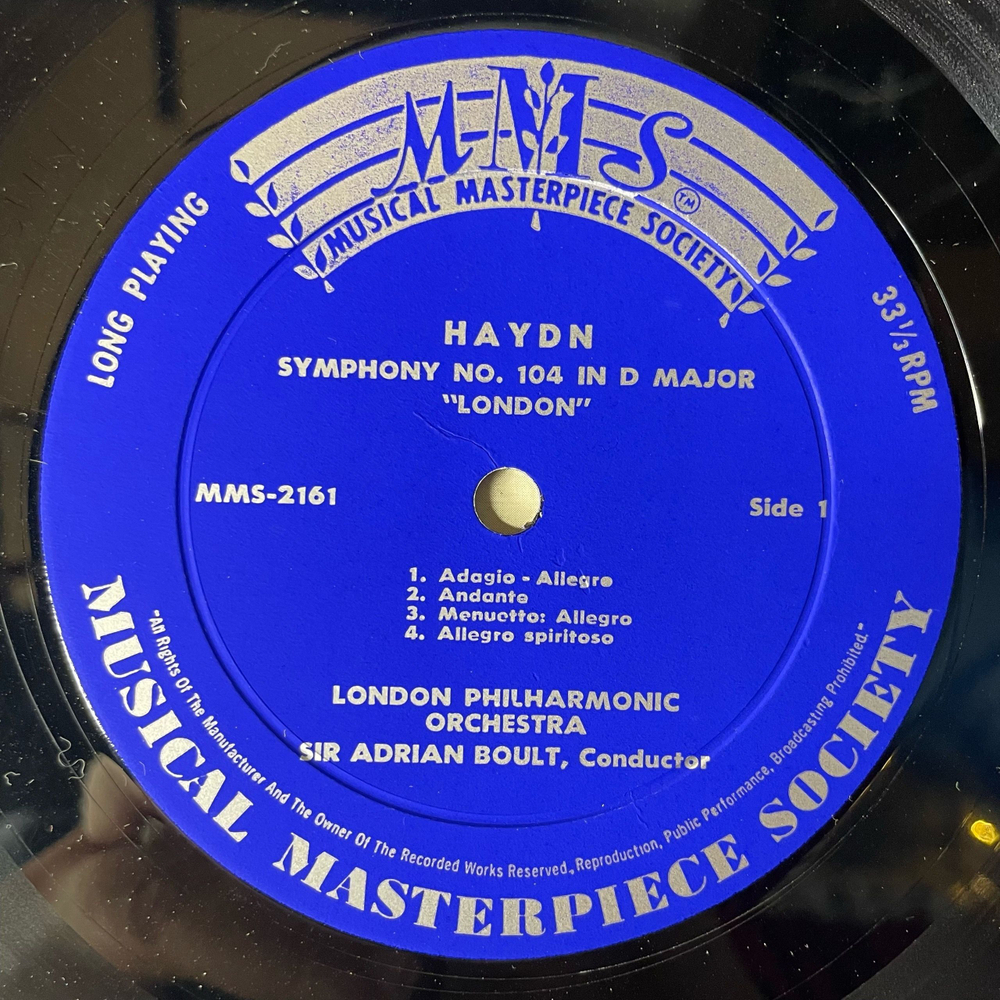 MMS
TM
MUSICAL MASTERPIECE SOCIETY
LONG PLAYING
33 1/3 RPM
HAYDN
SYMPHONY NO. 104 IN D MAJOR
"LONDON"
MMS-2161
Side 1
1. Adagio - Allegro
2. Andante
3. Menuetto: Allegro
4. Allegro spiritoso
LONDON PHILHARMONIC
ORCHESTRA
SIR ADRIAN BOULT, Conductor
"All Rights Of The Manufacturer And The Owner Of The Recorded Works Reserved, Reproduction, Public Performance, Broadcasting Prohibited."
MUSICAL MASTERPIECE SOCIETY